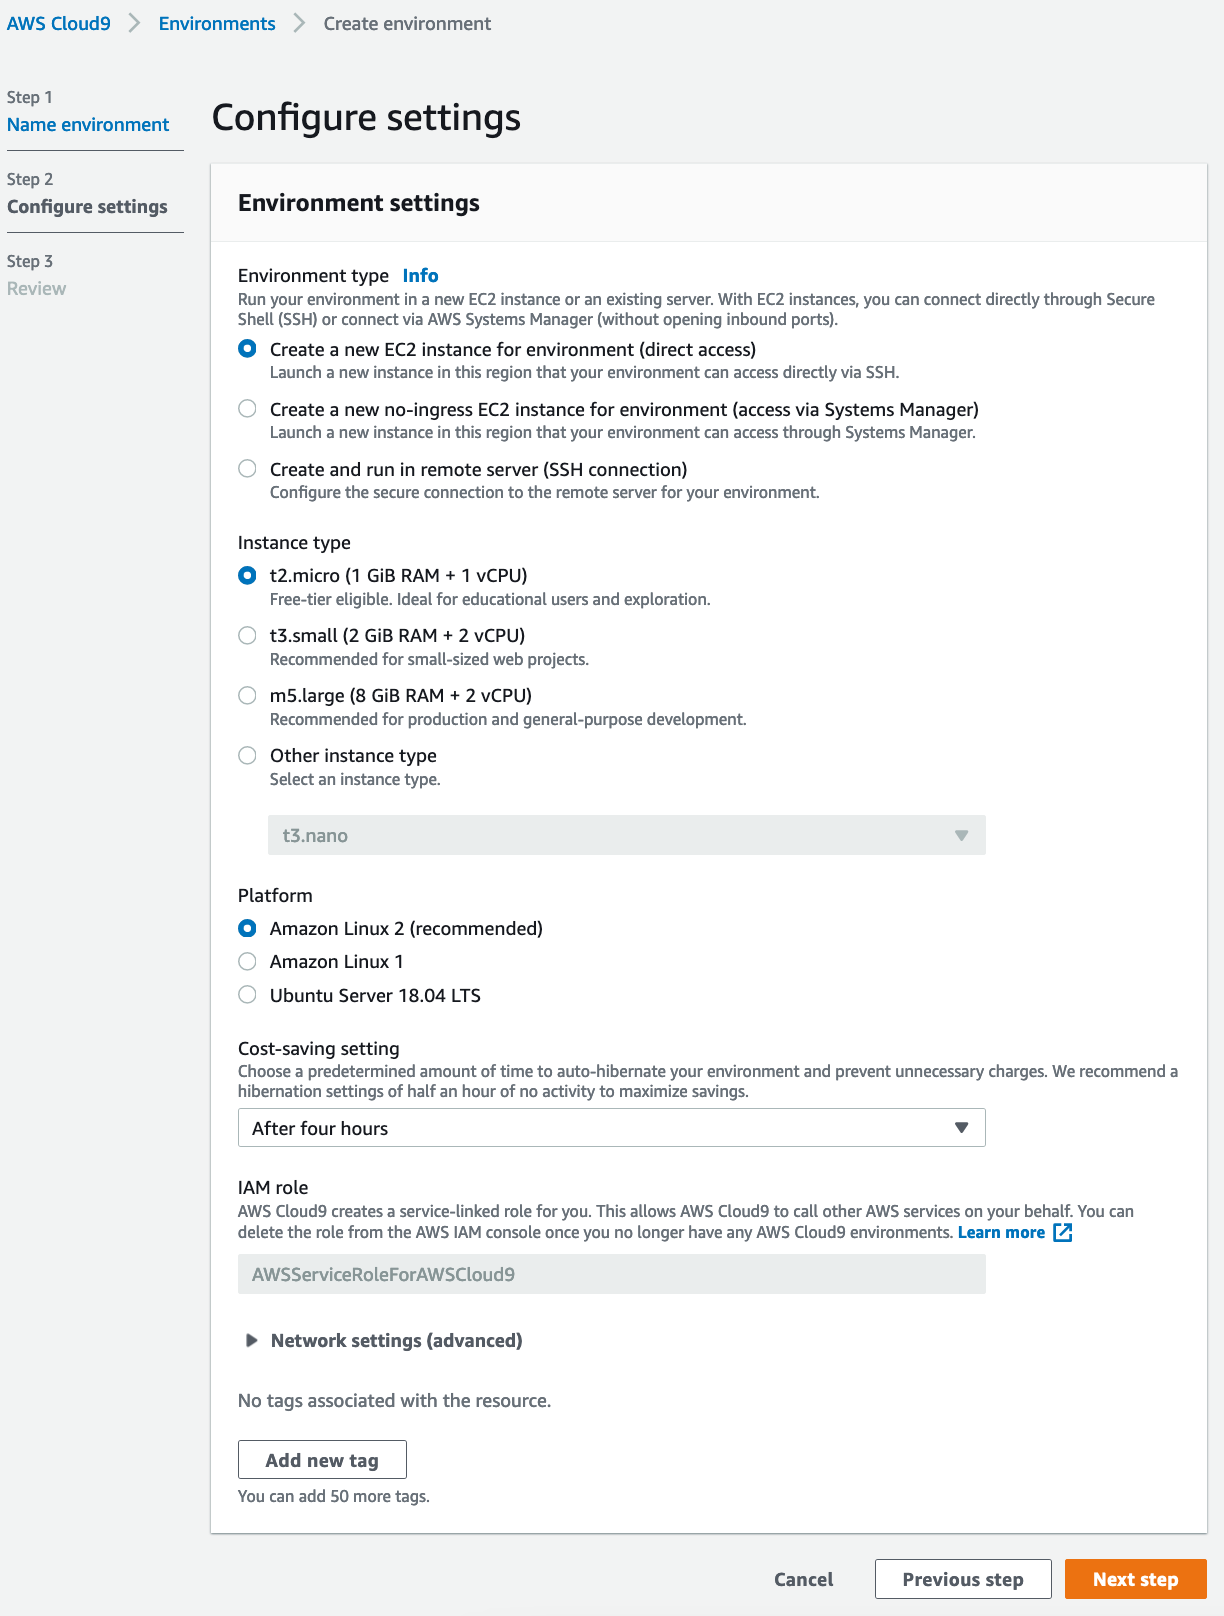 AWS Cloud9 > Environments > Create environment
Step 1
Name environment
Step 2
Configure settings
Step 3
Review
Configure settings
Environment settings
Environment type Info
Run your environment in a new EC2 instance or an existing server. With EC2 instances, you can connect directly through Secure
Shell (SSH) or connect via AWS Systems Manager (without opening inbound ports).
Create a new EC2 instance for environment (direct access)
Launch a new instance in this region that your environment can access directly via SSH.
Create a new no-ingress EC2 instance for environment (access via Systems Manager)
Launch a new instance in this region that your environment can access through Systems Manager.
Create and run in remote server (SSH connection)
Configure the secure connection to the remote server for your environment.
Instance type
t2.micro (1 GiB RAM + 1 vCPU)
Free-tier eligible. Ideal for educational users and exploration.
t3.small (2 GiB RAM + 2 vCPU)
Recommended for small-sized web projects.
m5.large (8 GiB RAM + 2 vCPU)
Recommended for production and general-purpose development.
Other instance type
Select an instance type.
t3.nano
Platform
Amazon Linux 2 (recommended)
Amazon Linux 1
Ubuntu Server 18.04 LTS
Cost-saving setting
Choose a predetermined amount of time to auto-hibernate your environment and prevent unnecessary charges. We recommend a
hibernation settings of half an hour of no activity to maximize savings.
After four hours
IAM role
AWS Cloud9 creates a service-linked role for you. This allows AWS Cloud9 to call other AWS services on your behalf. You can
delete the role from the AWS IAM console once you no longer have any AWS Cloud9 environments. Learn more
AWSServiceRoleForAWSCloud9
Network settings (advanced)
No tags associated with the resource.
Add new tag
You can add 50 more tags.
Cancel
Previous step
Next step